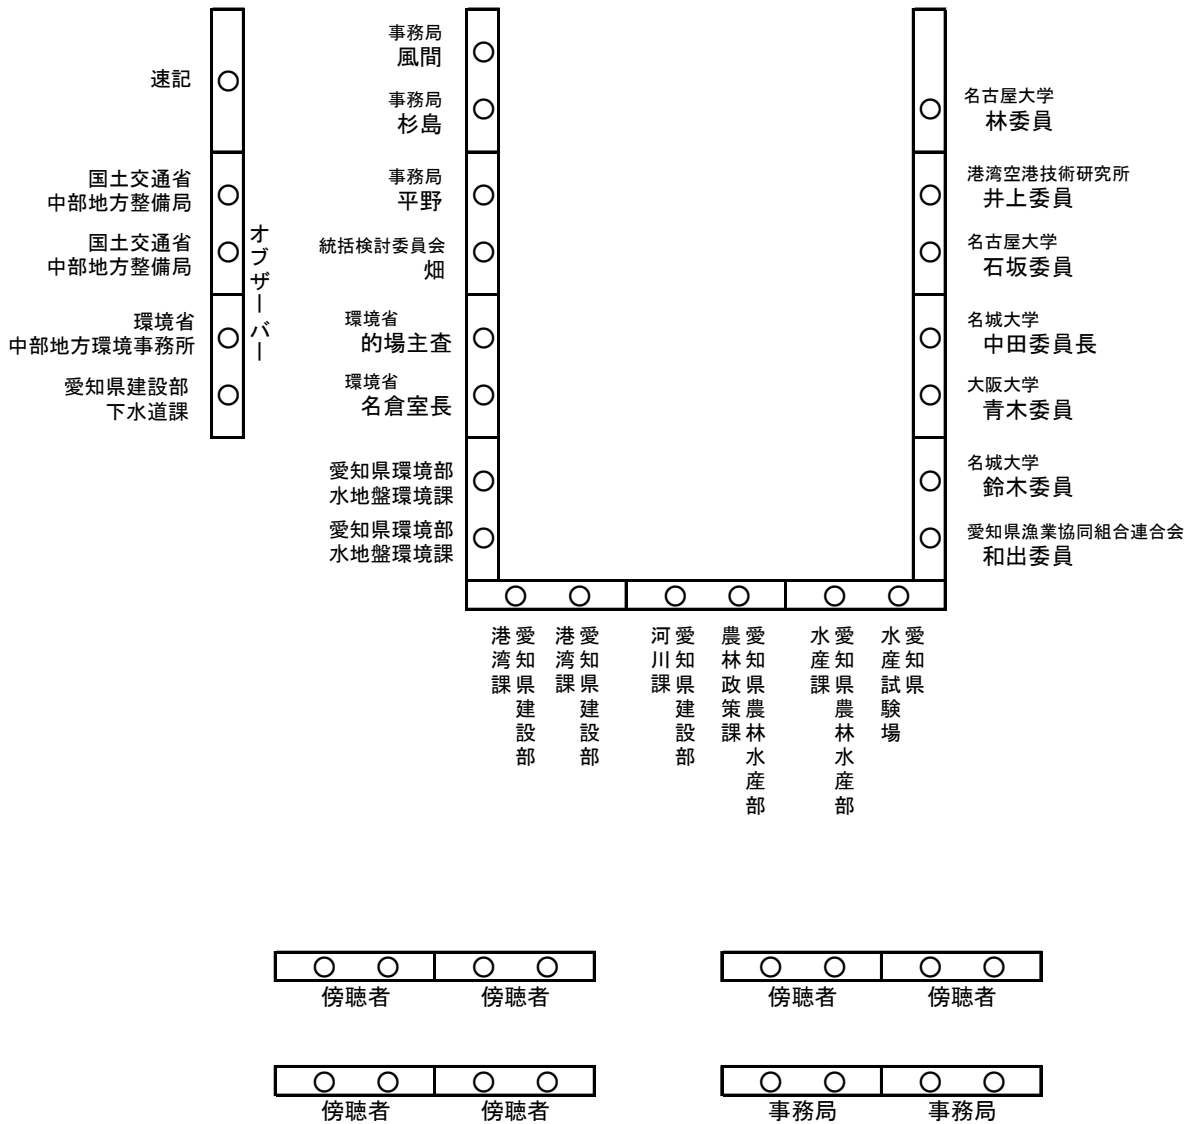 速記
国土交通省
中部地方整備局
国土交通省
中部地方整備局
環境省
中部地方環境事務所
愛知県建設部
下水道課
オブザーバー
事務局
風間
事務局
杉島
事務局
平野
統括検討委員会
畑
環境省
的場主査
環境省
名倉室長
愛知県環境部
水地盤環境課
愛知県環境部
水地盤環境課
名古屋大学
林委員
港湾空港技術研究所
井上委員
名古屋大学
石坂委員
名城大学
中田委員長
大阪大学
青木委員
名城大学
鈴木委員
愛知県漁業協同組合連合会
和出委員
愛知県建設部
港湾課
愛知県建設部
港湾課
愛知県建設部
河川課
愛知県農林水産部
農林政策課
愛知県農林水産部
水産課
愛知県
水産試験場
傍聴者
傍聴者
傍聴者
傍聴者
傍聴者
傍聴者
事務局
事務局